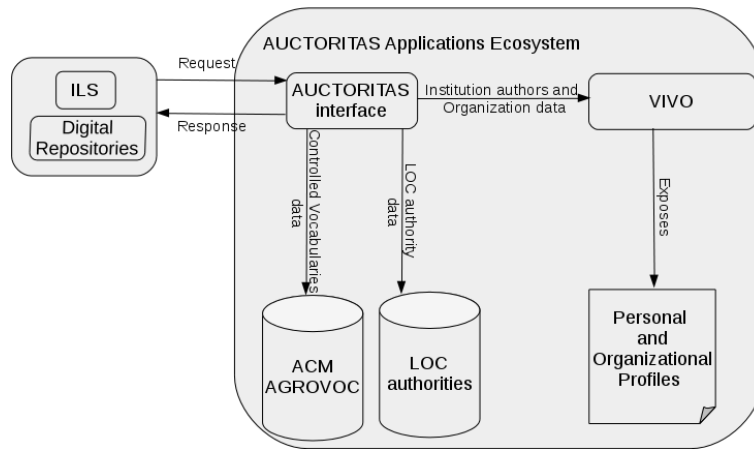 AUCTORITAS Applications Ecosystem
Request
ILS
Digital
Repositories
Response
AUCTORITAS
interface
Institution authors and
Organization data
VIVO
Controlled Vocabularies
data
LOC authority
data
Exposes
ACM
AGROVOC
LOC
authorities
Personal
and
Organizational
Profiles